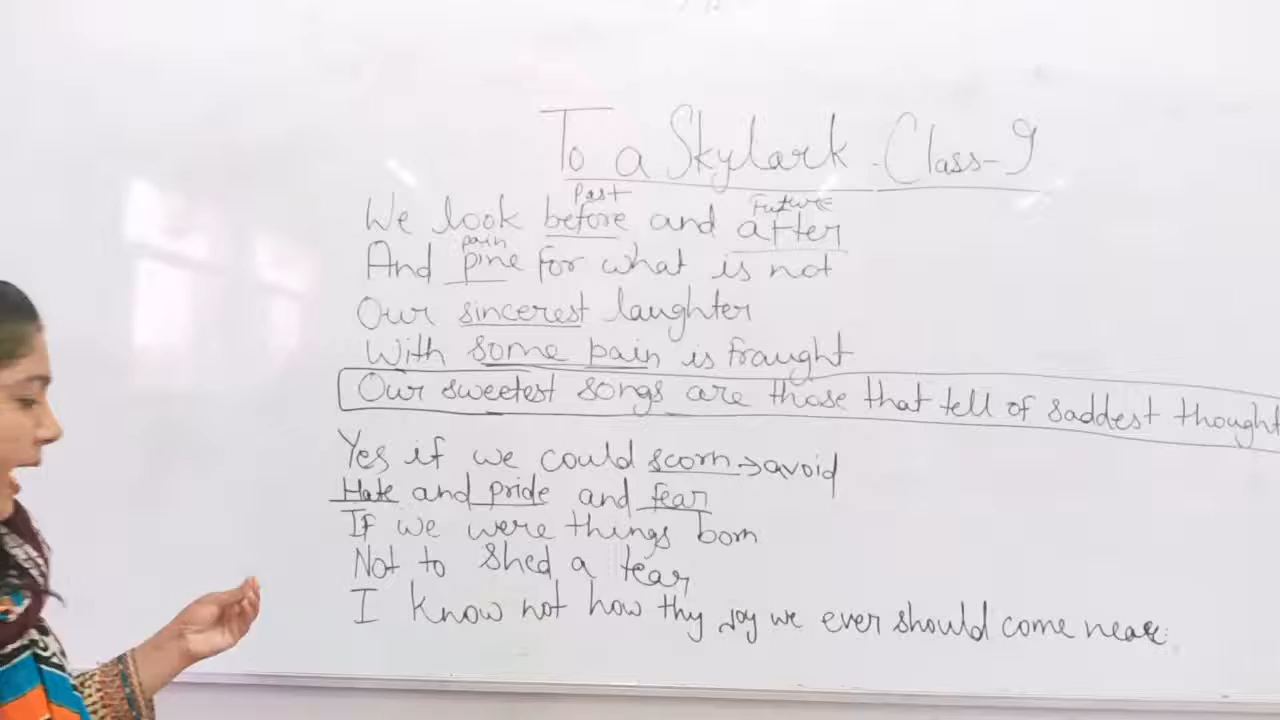 To a Skylark - Class-9
Past Future
We look before and after
pain
And pine for what is not
Our sincerest laughter
With some pain is fraught
Our sweetest songs are those that tell of saddest thought
Yes if we could scorn → avoid
Hate and pride and fear
If we were things born
Not to shed a tear
I know not how thy joy we ever should come near.